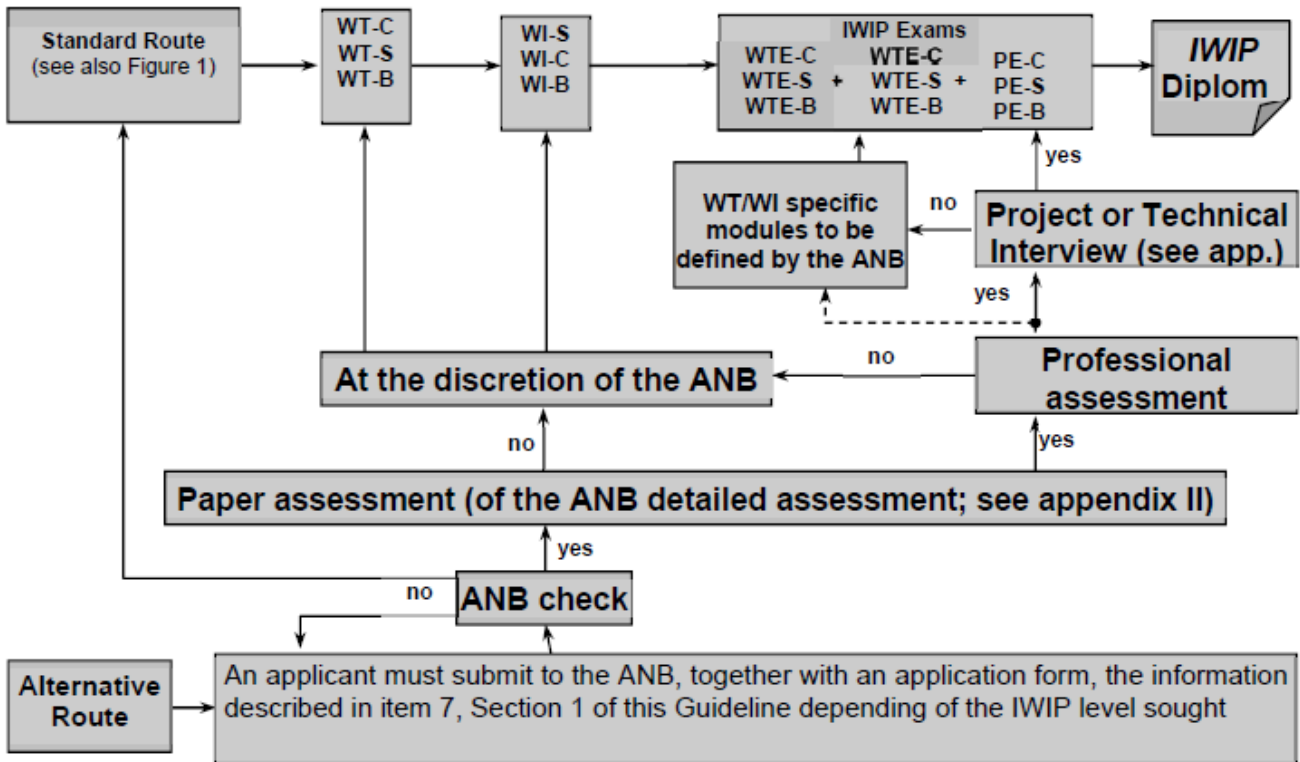 Standard Route
(see also Figure 1)
WT-C
WT-S
WT-B
WI-S
WI-C
WI-B
IWIP Exams
WTE-C WTE-C PE-C
WTE-S + WTE-S + PE-S
WTE-B WTE-B PE-B
IWIP
Diplom
yes
WT/WI specific
modules to be
defined by the ANB
no
Project or Technical
Interview (see app.)
yes
At the discretion of the ANB
no
Professional
assessment
no
yes
Paper assessment (of the ANB detailed assessment; see appendix II)
yes
no
ANB check
Alternative
Route
An applicant must submit to the ANB, together with an application form, the information
described in item 7, Section 1 of this Guideline depending of the IWIP level sought